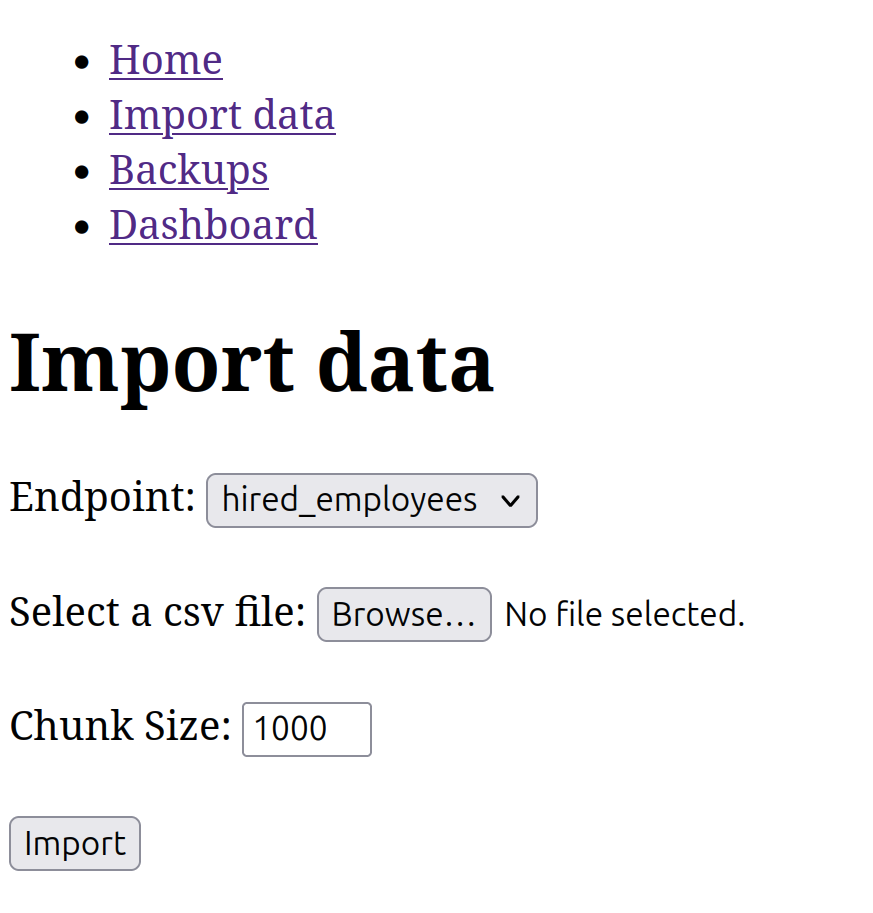 Home
Import data
Backups
Dashboard
Import data
Endpoint: hired_employees
Select a csv file: Browse... No file selected.
Chunk Size: 1000
Import